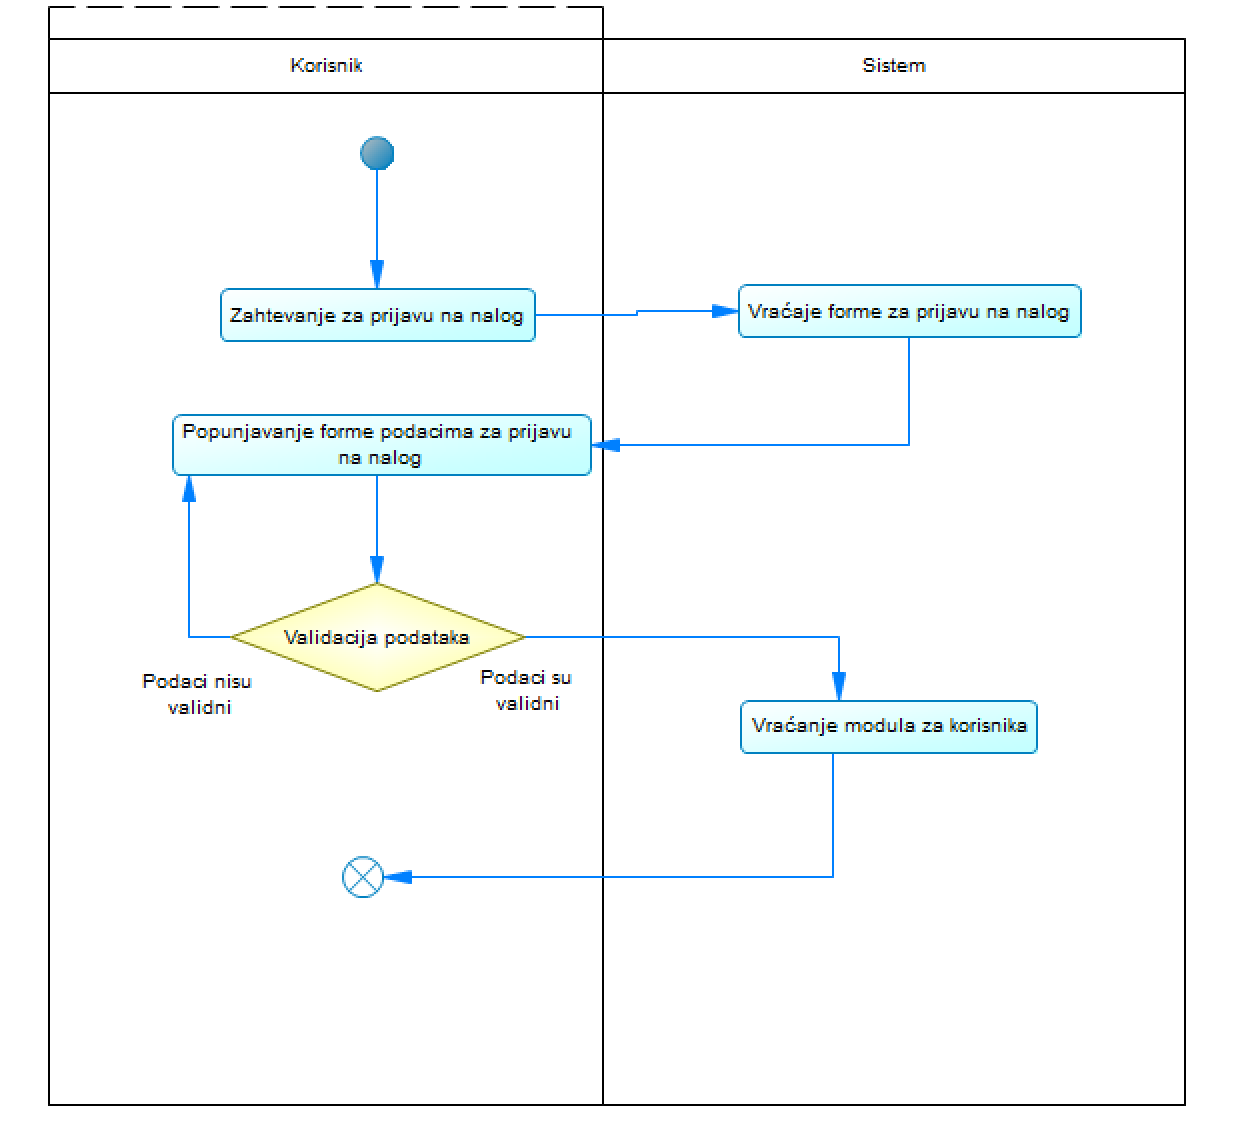 Korisnik
Sistem
Zahtevanje za prijavu na nalog
Vraćaje forme za prijavu na nalog
Popunjavanje forme podacima za prijavu
na nalog
Validacija podataka
Podaci nisu
validni
Podaci su
validni
Vraćanje modula za korisnika